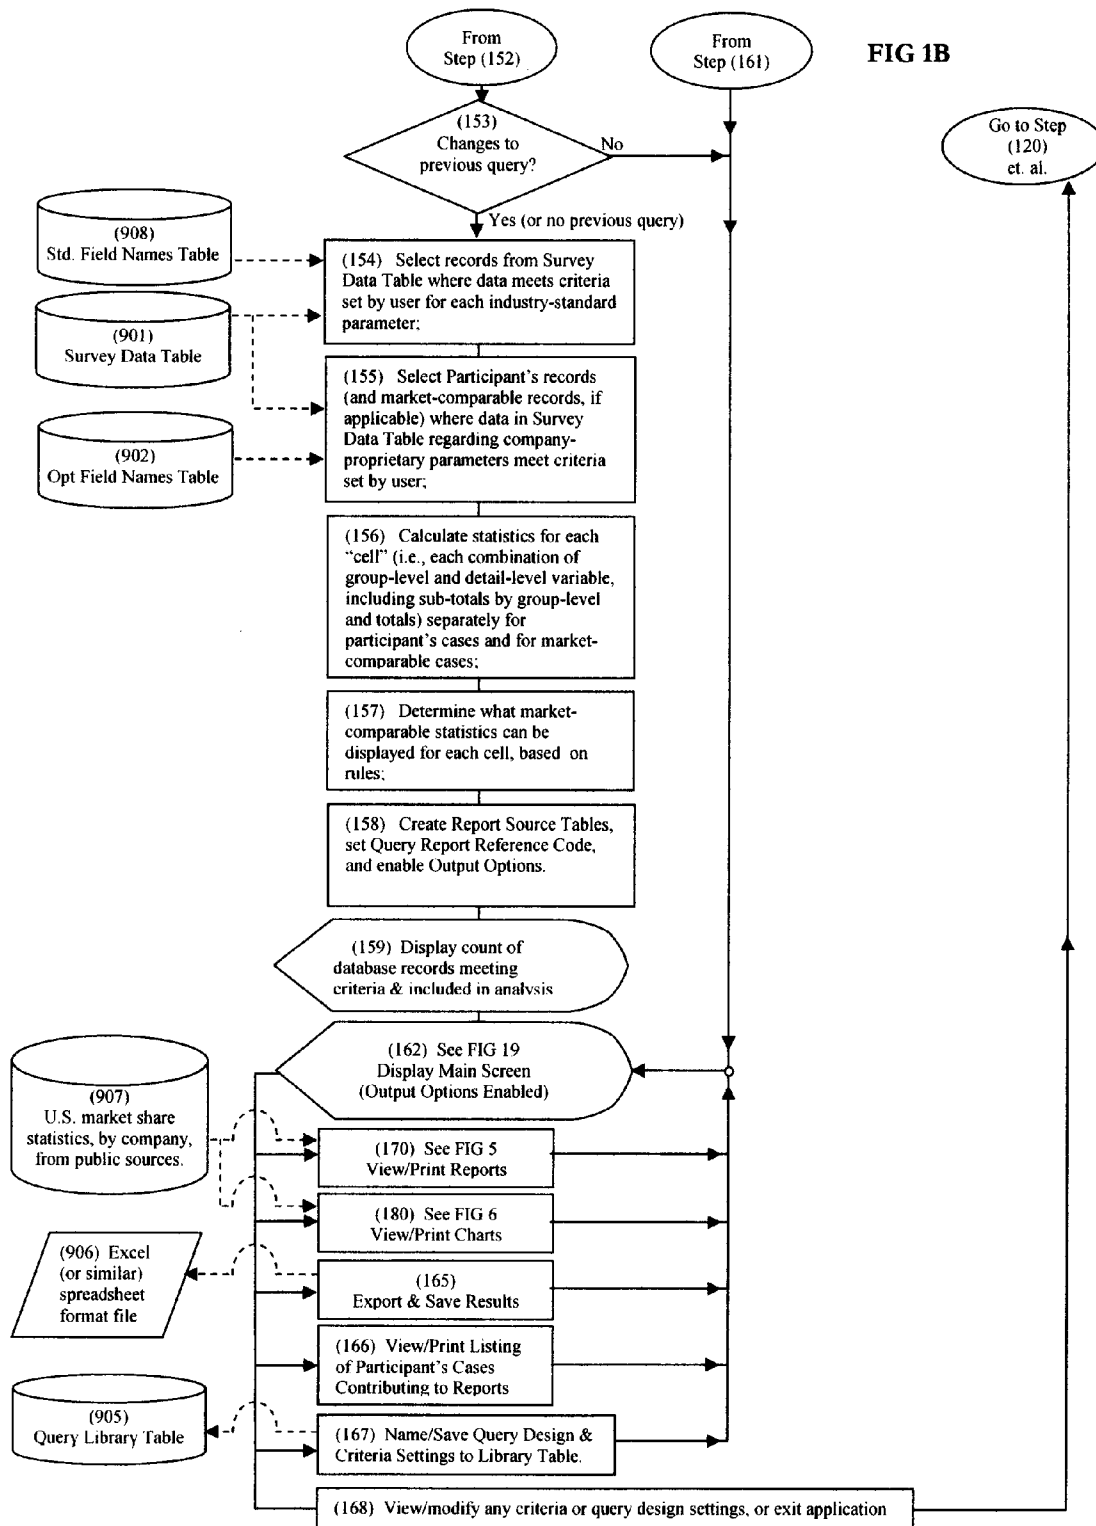 From
Step (152)
From
Step (161)
FIG 1B
(153)
Changes to
previous query?
No
Go to Step
(120)
et. al.
Yes (or no previous query)
(908)
Std. Field Names Table
(154) Select records from Survey
Data Table where data meets criteria
set by user for each industry-standard
parameter;
(901)
Survey Data Table
(155) Select Participant's records
(and market-comparable records, if
applicable) where data in Survey
Data Table regarding company-
proprietary parameters meet criteria
set by user;
(902)
Opt Field Names Table
(156) Calculate statistics for each
“cell” (i.e., each combination of
group-level and detail-level variable,
including sub-totals by group-level
and totals) separately for
participant's cases and for market-
comparable cases;
(157) Determine what market-
comparable statistics can be
displayed for each cell, based on
rules;
(158) Create Report Source Tables,
set Query Report Reference Code,
and enable Output Options.
(159) Display count of
database records meeting
criteria & included in analysis
(162) See FIG 19
Display Main Screen
(Output Options Enabled)
(907)
U.S. market share
statistics, by company,
from public sources.
(170) See FIG 5
View/Print Reports
(180) See FIG 6
View/Print Charts
(906) Excel
(or similar)
spreadsheet
format file
(165)
Export & Save Results
(166) View/Print Listing
of Participant's Cases
Contributing to Reports
(905)
Query Library Table
(167) Name/Save Query Design &
Criteria Settings to Library Table.
(168) View/modify any criteria or query design settings, or exit application